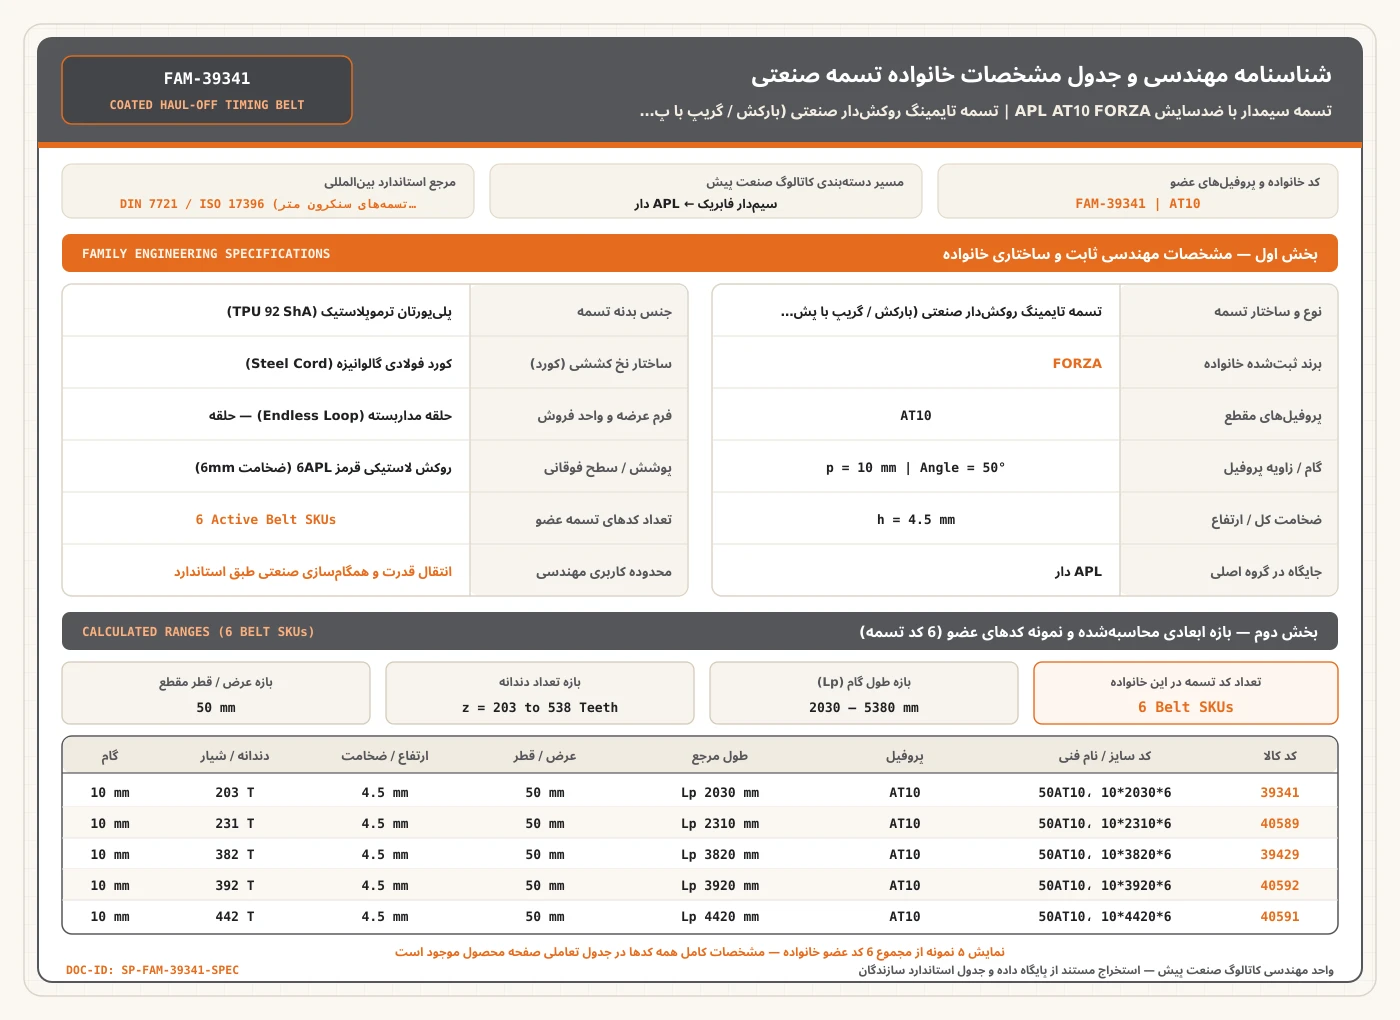 شناسنامه مهندسی و جدول مشخصات خانواده تسمه صنعتی
تسمه سیمدار با ضدسایش APL AT10 FORZA | تسمه تایمینگ روکش‌دار صنعتی (بارکش / گریپ با پ...
FAM-39341
COATED HAUL-OFF TIMING BELT
کد خانواده و پروفیل‌های عضو
FAM-39341 | AT10
مسیر دسته‌بندی کاتالوگ صنعت پیش
سیم‌دار فابریک ← APL دار
مرجع استاندارد بین‌المللی
DIN 7721 / ISO 17396 (تسمه‌های سنکرون متر...
بخش اول — مشخصات مهندسی ثابت و ساختاری خانواده
FAMILY ENGINEERING SPECIFICATIONS
نوع و ساختار تسمه
تسمه تایمینگ روکش‌دار صنعتی (بارکش / گریپ با پش...
برند ثبت‌شده خانواده
FORZA
پروفیل‌های مقطع
AT10
گام / زاویه پروفیل
p = 10 mm | Angle = 50°
ضخامت کل / ارتفاع
h = 4.5 mm
جایگاه در گروه اصلی
APL دار
جنس بدنه تسمه
پلی‌یورتان ترموپلاستیک (TPU 92 ShA)
ساختار نخ کششی (کورد)
کورد فولادی گالوانیزه (Steel Cord)
فرم عرضه و واحد فروش
حلقه مداربسته (Endless Loop) — حلقه
پوشش / سطح فوقانی
روکش لاستیکی قرمز 6APL (ضخامت 6mm)
تعداد کدهای تسمه عضو
6 Active Belt SKUs
محدوده کاربری مهندسی
انتقال قدرت و همگام‌سازی صنعتی طبق استاندارد
بخش دوم — بازه ابعادی محاسبه‌شده و نمونه کدهای عضو (6 کد تسمه)
CALCULATED RANGES (6 BELT SKUs)
تعداد کد تسمه در این خانواده
6 Belt SKUs
بازه طول گام (Lp)
2030 – 5380 mm
بازه تعداد دندانه
z = 203 to 538 Teeth
بازه عرض / قطر مقطع
50 mm
کد کالا	کد سایز / نام فنی	پروفیل	طول مرجع	عرض / قطر	ارتفاع / ضخامت	دندانه / شیار	گام
39341	50AT10، 10*2030*6	AT10	Lp 2030 mm	50 mm	4.5 mm	203 T	10 mm
40589	50AT10، 10*2310*6	AT10	Lp 2310 mm	50 mm	4.5 mm	231 T	10 mm
39429	50AT10، 10*3820*6	AT10	Lp 3820 mm	50 mm	4.5 mm	382 T	10 mm
40592	50AT10، 10*3920*6	AT10	Lp 3920 mm	50 mm	4.5 mm	392 T	10 mm
40591	50AT10، 10*4420*6	AT10	Lp 4420 mm	50 mm	4.5 mm	442 T	10 mm
نمایش ۵ نمونه از مجموع 6 کد عضو خانواده — مشخصات کامل همه کدها در جدول تعاملی صفحه محصول موجود است
واحد مهندسی کاتالوگ صنعت پیش — استخراج مستند از پایگاه داده و جدول استاندارد سازندگان
DOC-ID: SP-FAM-39341-SPEC